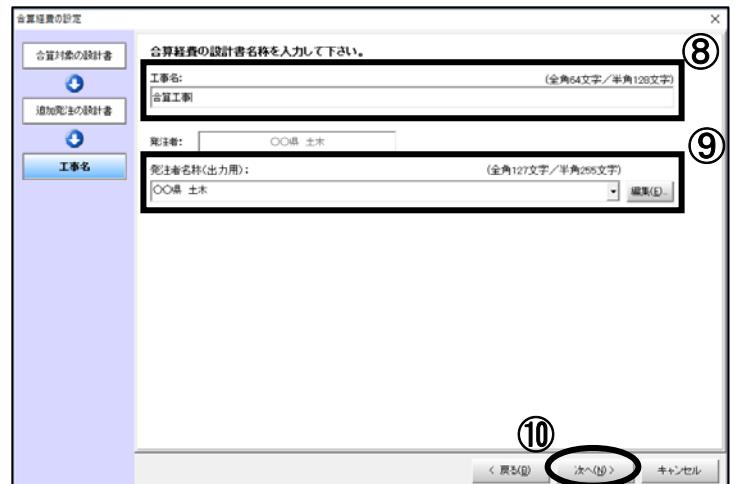 合算経費の設定
×
合算対象の設計書
追加発注の設計書
工事名
合算経費の設計書名称を入力して下さい。
⑧
工事名: (全角64文字/半角128文字)
合算工事
発注者: 〇〇県 土木
⑨
発注者名称(出力用): (全角127文字/半角255文字)
〇〇県 土木 編集(E)...
⑩
< 戻る(B) 次へ(N) > キャンセル